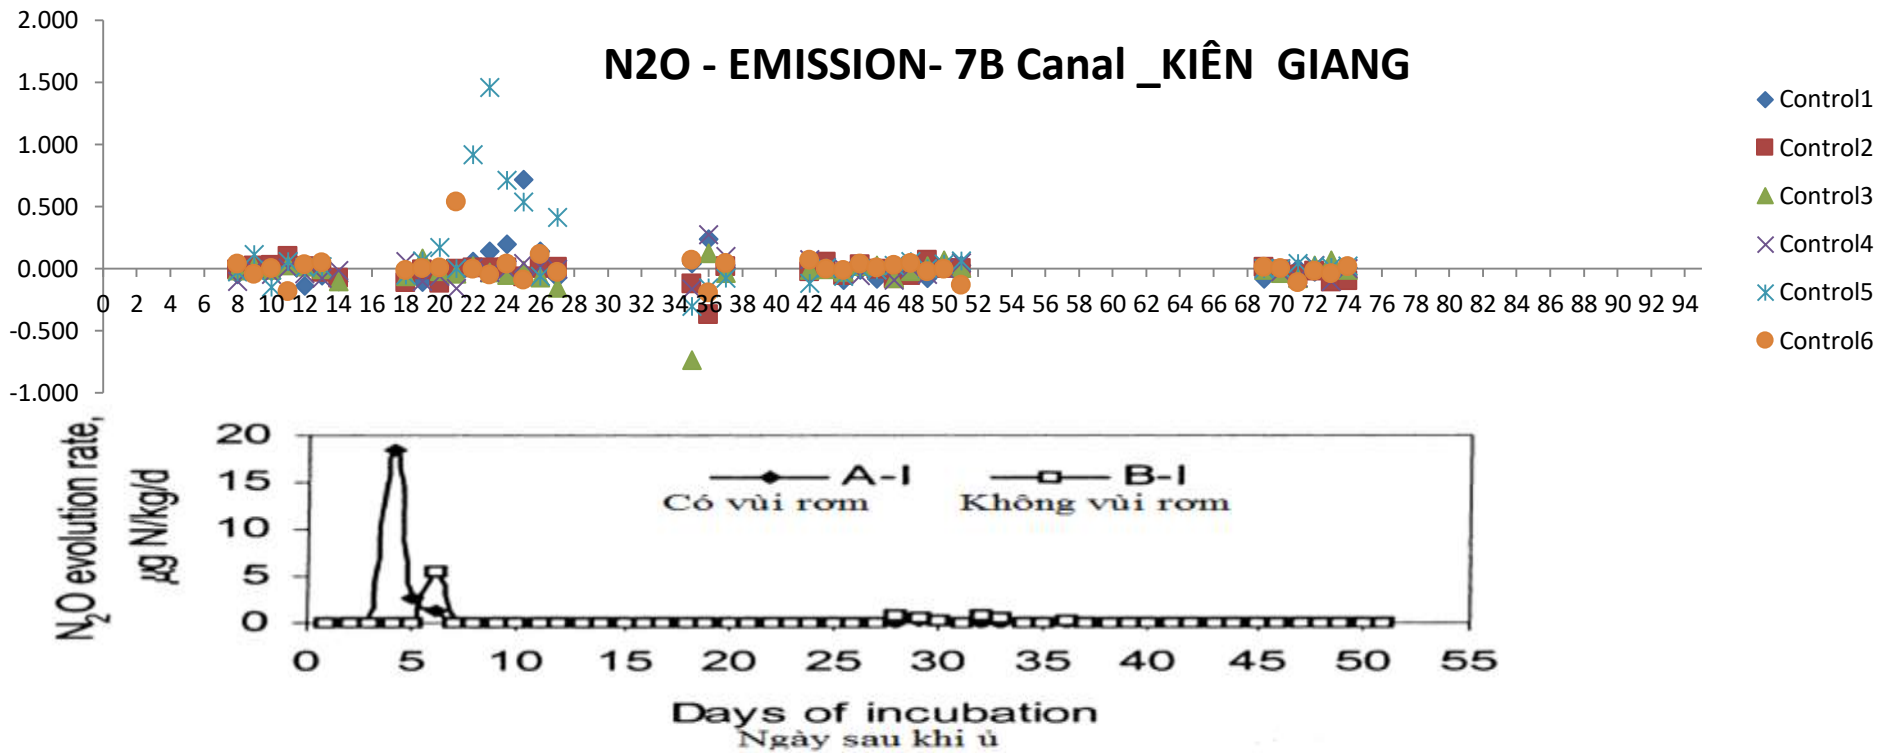 N2O - EMISSION- 7B Canal _KIÊN  GIANG
2.000
1.500
1.000
0.500
0.000
-0.500
-1.000
0 2 4 6 8 10 12 14 16 18 20 22 24 26 28 30 32 34 36 38 40 42 44 46 48 50 52 54 56 58 60 62 64 66 68 70 72 74 76 78 80 82 84 86 88 90 92 94
Control1
Control2
Control3
Control4
Control5
Control6
N2O evolution rate,
µg N/kg/d
20
15
10
5
0
A-I B-I
Có vùi rơm Không vùi rơm
0 5 10 15 20 25 30 35 40 45 50 55
Days of incubation
Ngày sau khi ủ